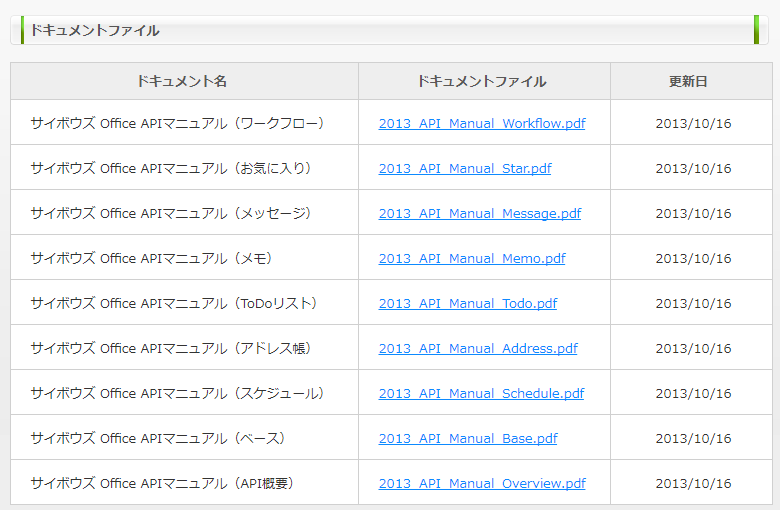 ドキュメントファイル
ドキュメント名 ドキュメントファイル 更新日
サイボウズ Office APIマニュアル（ワークフロー） 2013_API_Manual_Workflow.pdf 2013/10/16
サイボウズ Office APIマニュアル（お気に入り） 2013_API_Manual_Star.pdf 2013/10/16
サイボウズ Office APIマニュアル（メッセージ） 2013_API_Manual_Message.pdf 2013/10/16
サイボウズ Office APIマニュアル（メモ） 2013_API_Manual_Memo.pdf 2013/10/16
サイボウズ Office APIマニュアル（ToDoリスト） 2013_API_Manual_Todo.pdf 2013/10/16
サイボウズ Office APIマニュアル（アドレス帳） 2013_API_Manual_Address.pdf 2013/10/16
サイボウズ Office APIマニュアル（スケジュール） 2013_API_Manual_Schedule.pdf 2013/10/16
サイボウズ Office APIマニュアル（ベース） 2013_API_Manual_Base.pdf 2013/10/16
サイボウズ Office APIマニュアル（API概要） 2013_API_Manual_Overview.pdf 2013/10/16